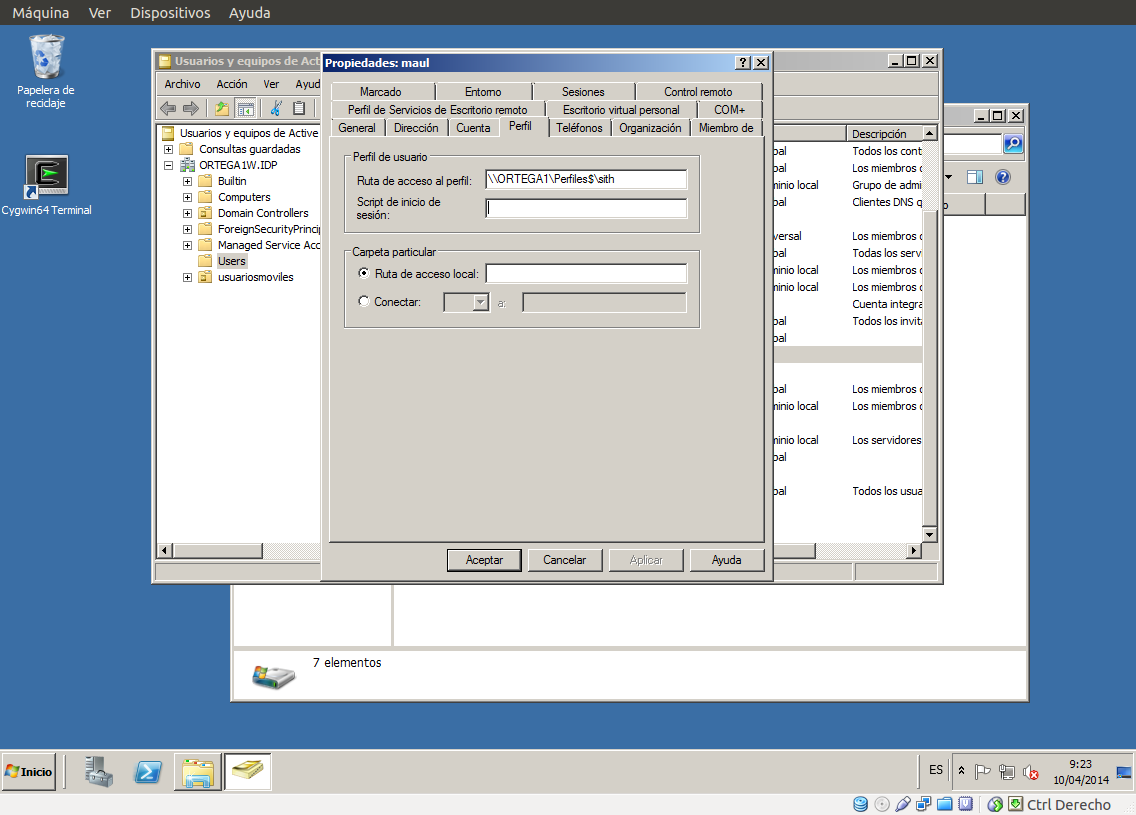 Máquina Ver Dispositivos Ayuda
Papelera de
reciclaje
Cygwin64 Terminal
Usuarios y equipos de Acti
Archivo Acción Ver Ayud
Usuarios y equipos de Active
Consultas guardadas
ORTEGA1W.IDP
Builtin
Computers
Domain Controllers
ForeignSecurityPrincip
Managed Service Acc
Users
usuariosmoviles
Propiedades: maul
Marcado Entorno Sesiones Control remoto
Perfil de Servicios de Escritorio remoto Escritorio virtual personal COM+
General Dirección Cuenta Perfil Teléfonos Organización Miembro de
Perfil de usuario
Ruta de acceso al perfil: \\ORTEGA1\Perfiles$\sith
Script de inicio de
sesión:
Carpeta particular
Ruta de acceso local:
Conectar: a:
Aceptar Cancelar Aplicar Ayuda
Descripción
bal Todos los cont
bal Los miembros d
minio local Grupo de admi
bal Clientes DNS q
versal Los miembros d
bal Todas los serv
minio local Los miembros d
minio local Los miembros d
Cuenta integra
bal Todos los invita
bal
bal Los miembros d
minio local Los miembros d
minio local Los servidores
bal
bal Todos los usua
o
7 elementos
Inicio
ES
9:23
10/04/2014
Ctrl Derecho